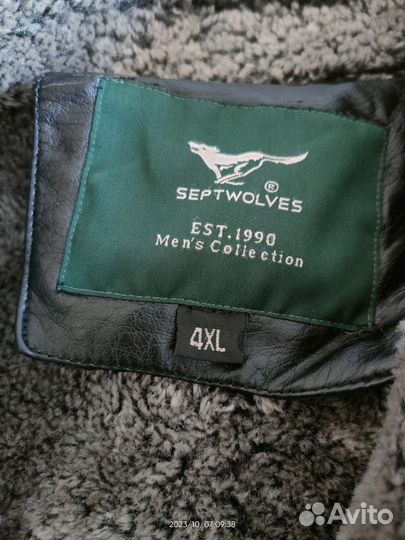 ®
SEPTWOLVES
EST.1990
Men's Collection
4XL
2023/10/07 09:38
Avito